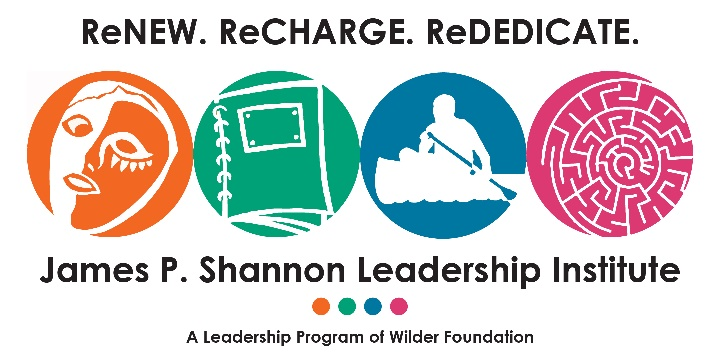 ReNEW. ReCHARGE. ReDEDICATE.
James P. Shannon Leadership Institute
A Leadership Program of Wilder Foundation